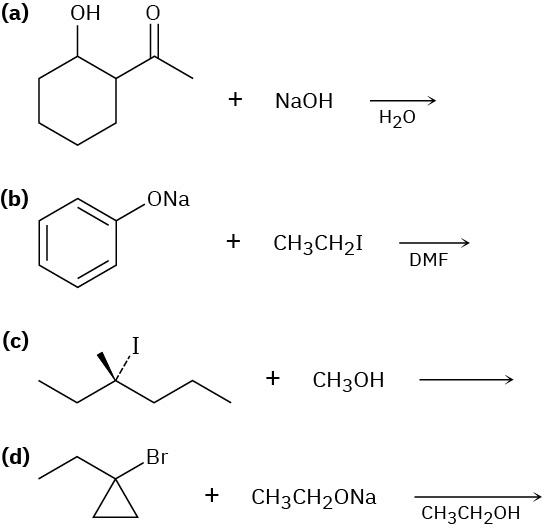 (a)
OH
O
+ NaOH
H₂O
(b)
ONa
+ CH₃CH₂I
DMF
(c)
I
+ CH₃OH
(d)
Br
+ CH₃CH₂ONa
CH₃CH₂OH